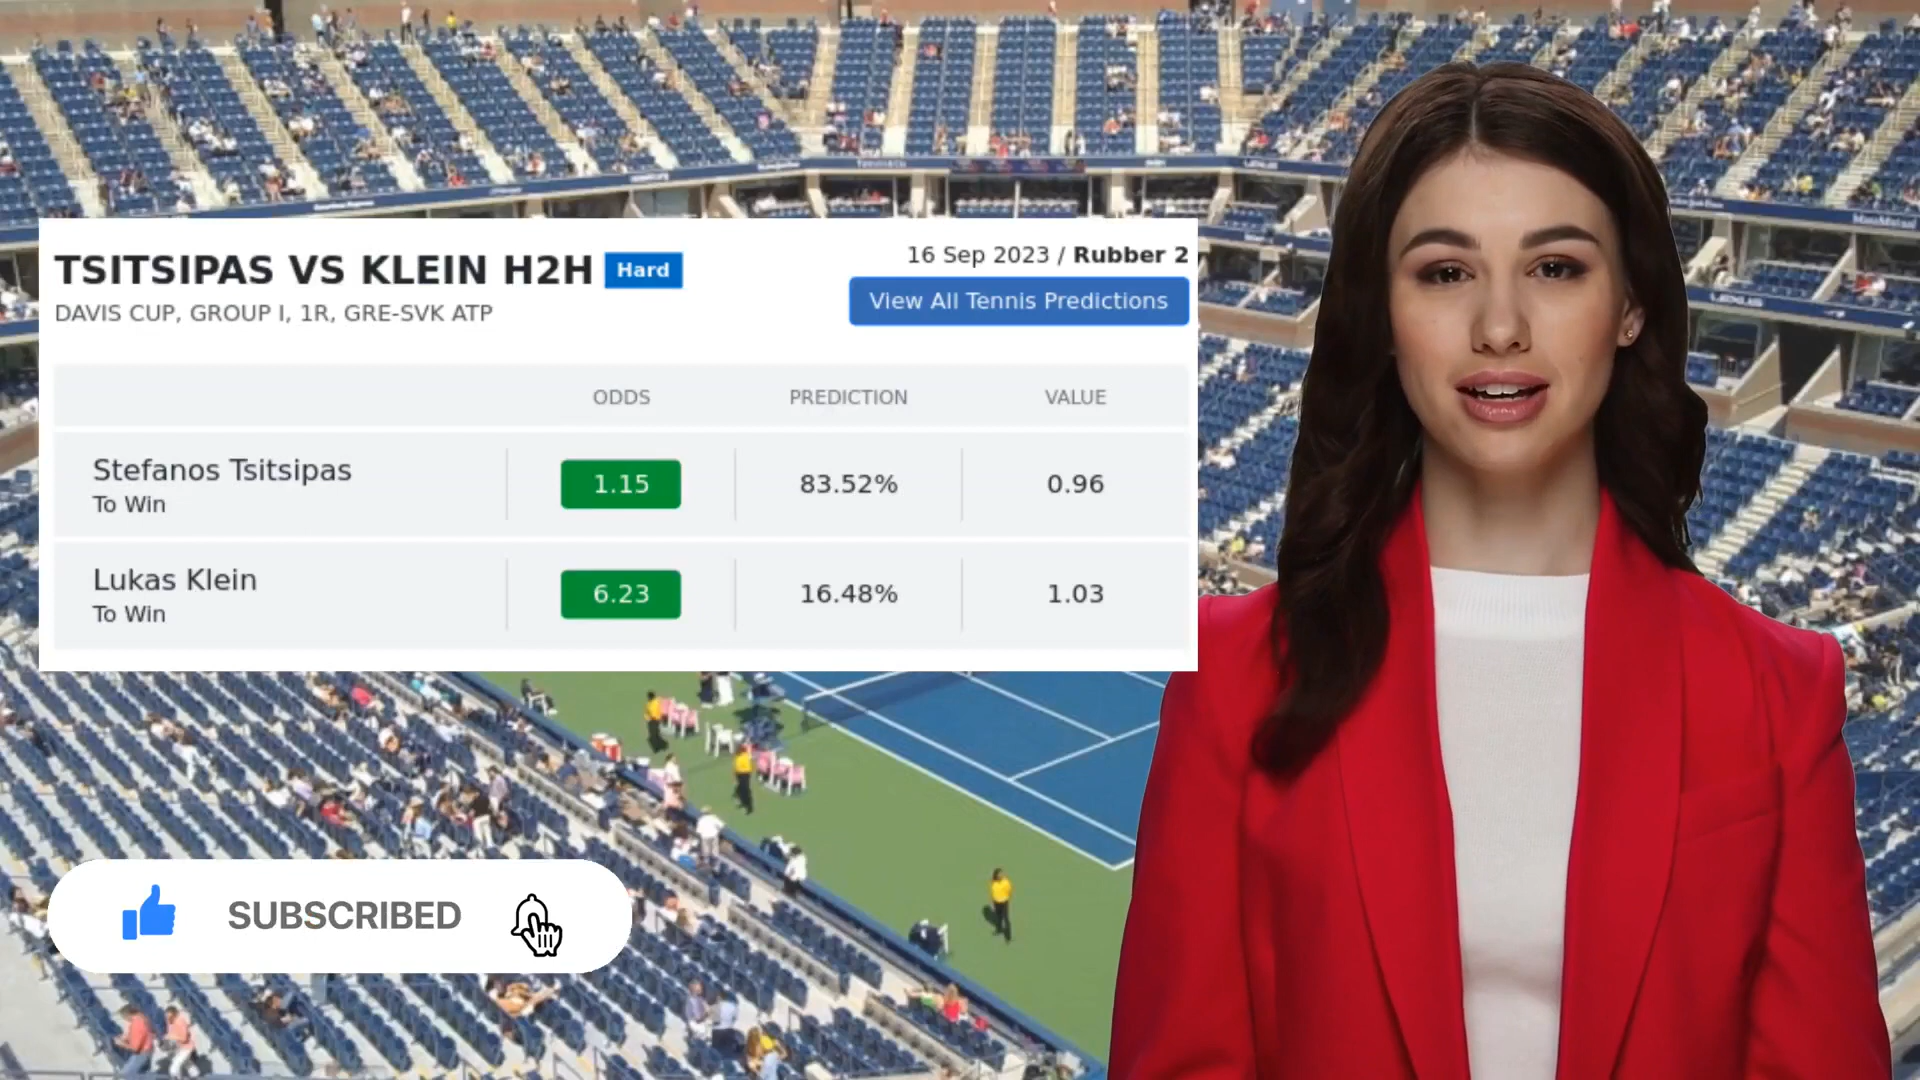 TSITSIPAS VS KLEIN H2H Hard
DAVIS CUP, GROUP I, 1R, GRE-SVK ATP
16 Sep 2023 / Rubber 2
View All Tennis Predictions
ODDS PREDICTION VALUE
Stefanos Tsitsipas
To Win
1.15 83.52% 0.96
Lukas Klein
To Win
6.23 16.48% 1.03
SUBSCRIBED